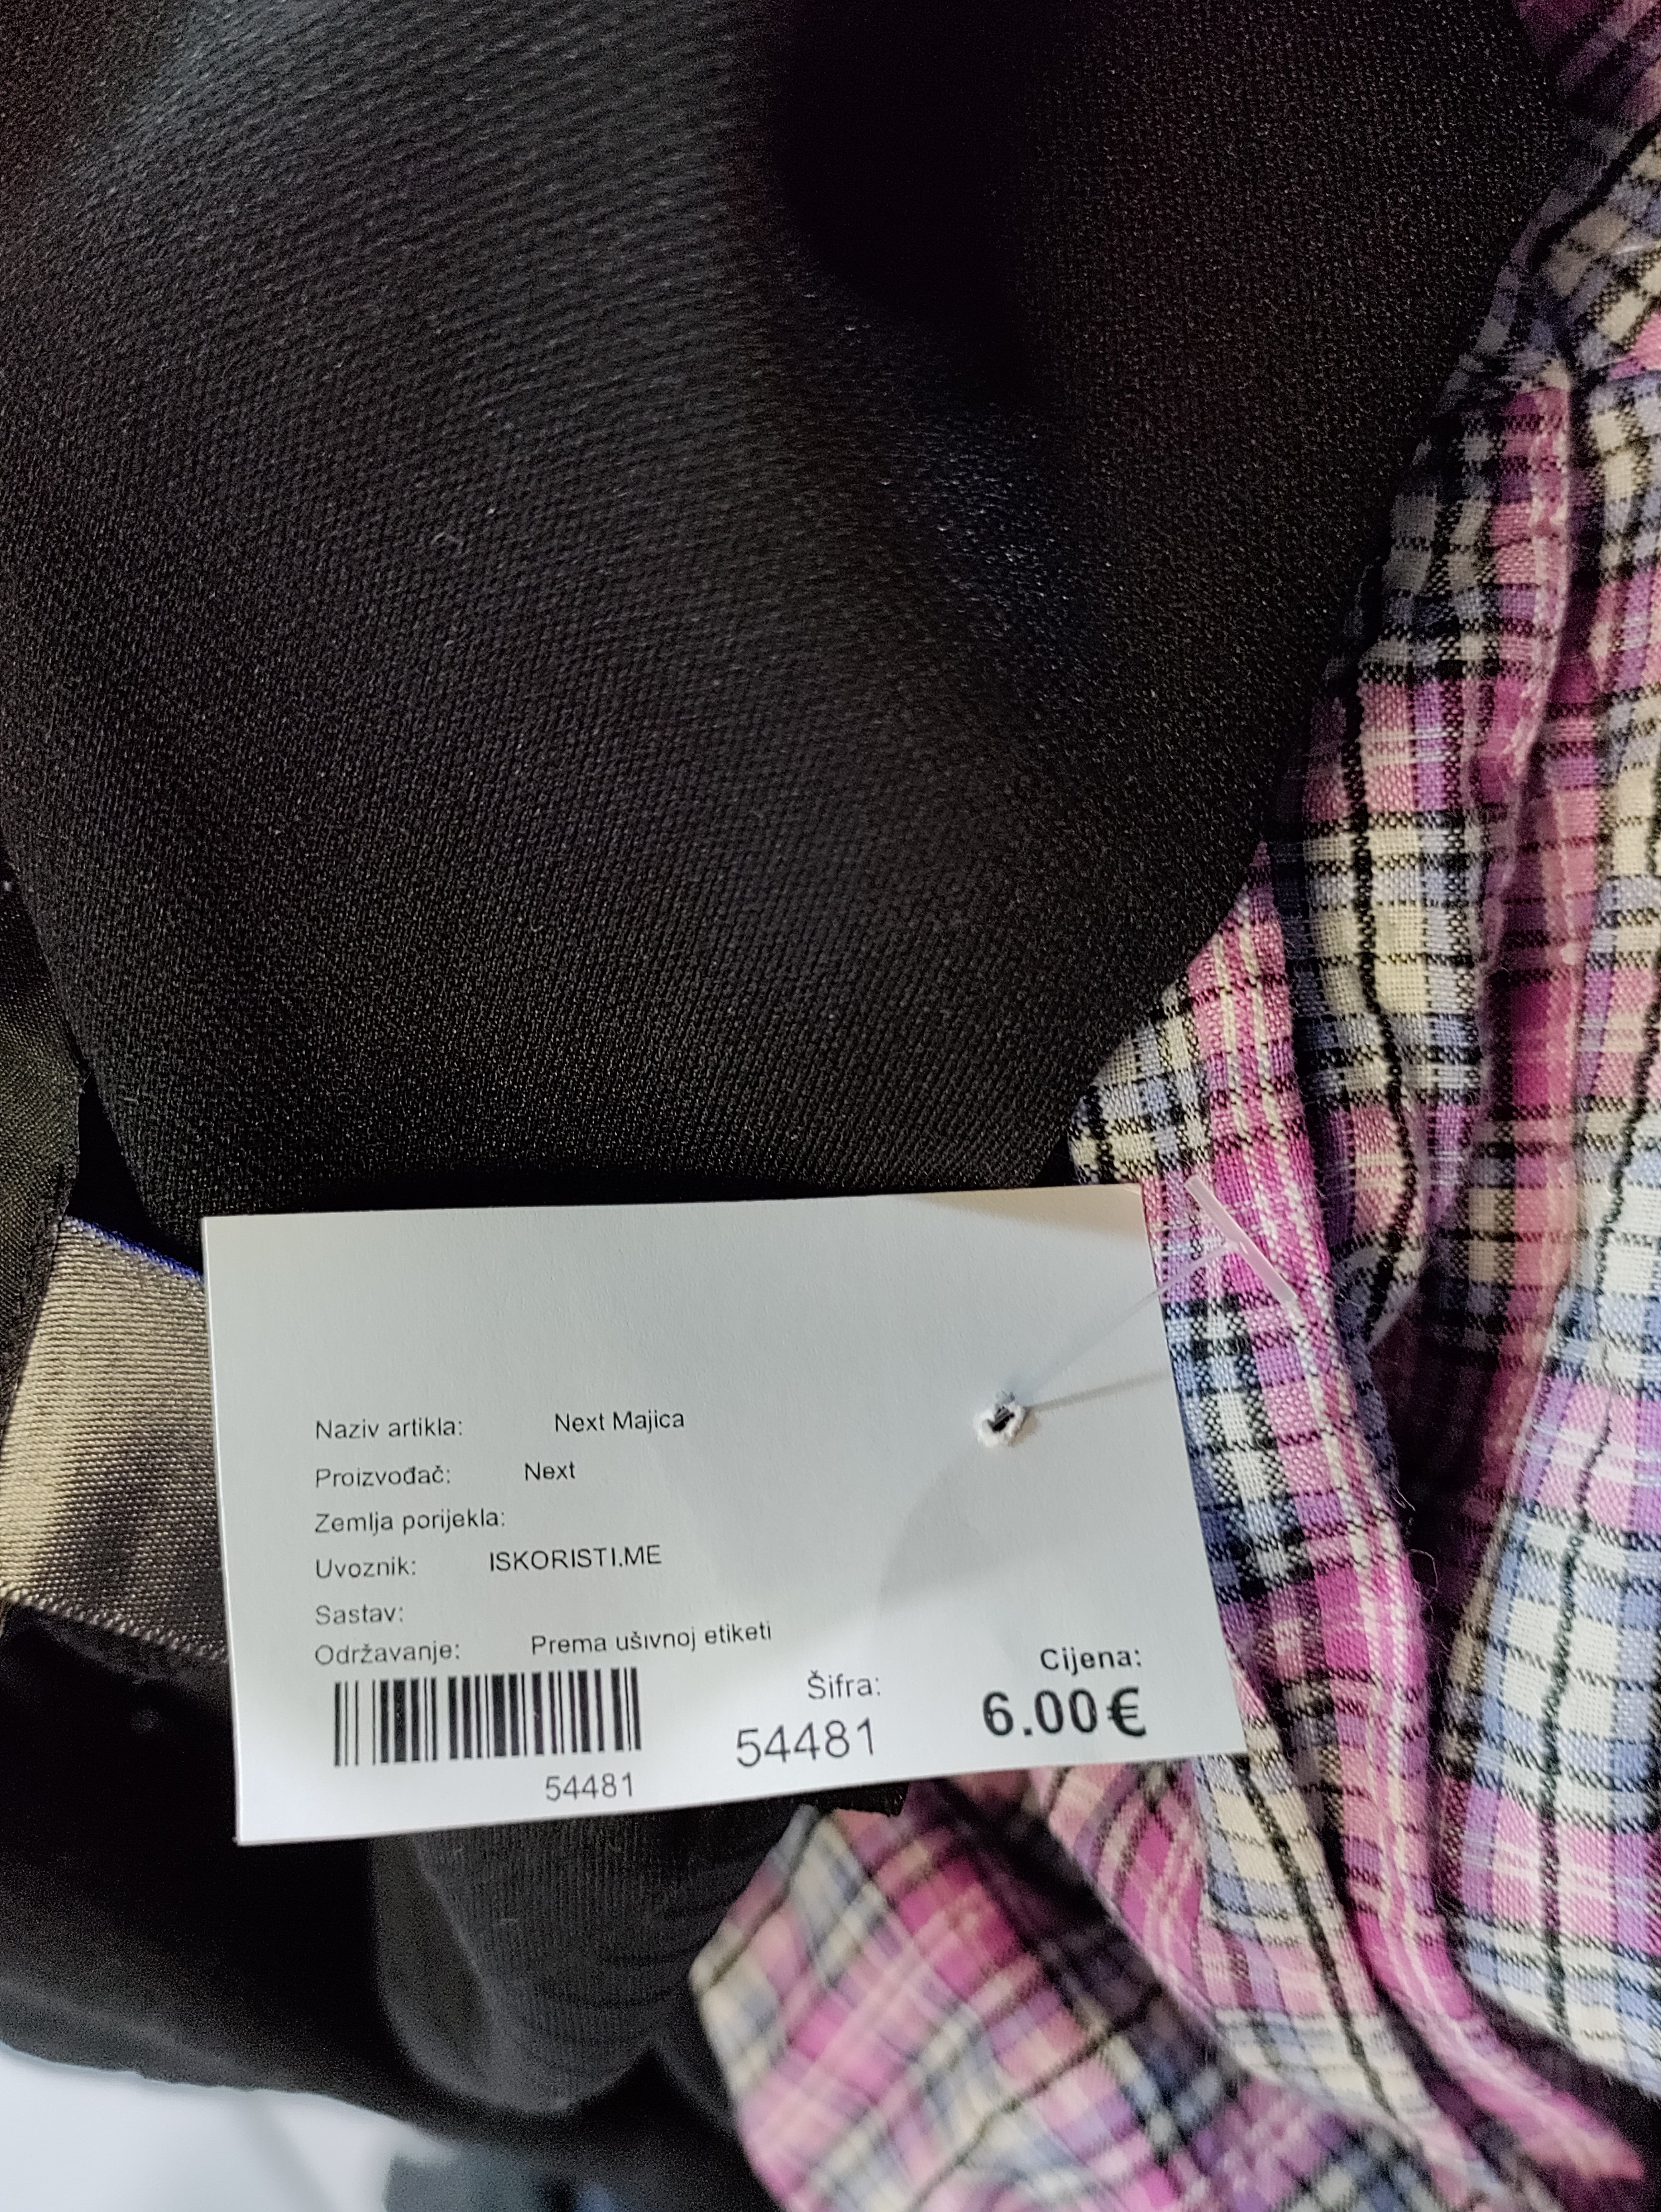 Naziv artikla: Next Majica
Proizvođač: Next
Zemlja porijekla:
Uvoznik: ISKORISTI.ME
Sastav:
Održavanje: Prema ušivnoj etiketi
54481
Šifra:
54481
Cijena:
6.00€